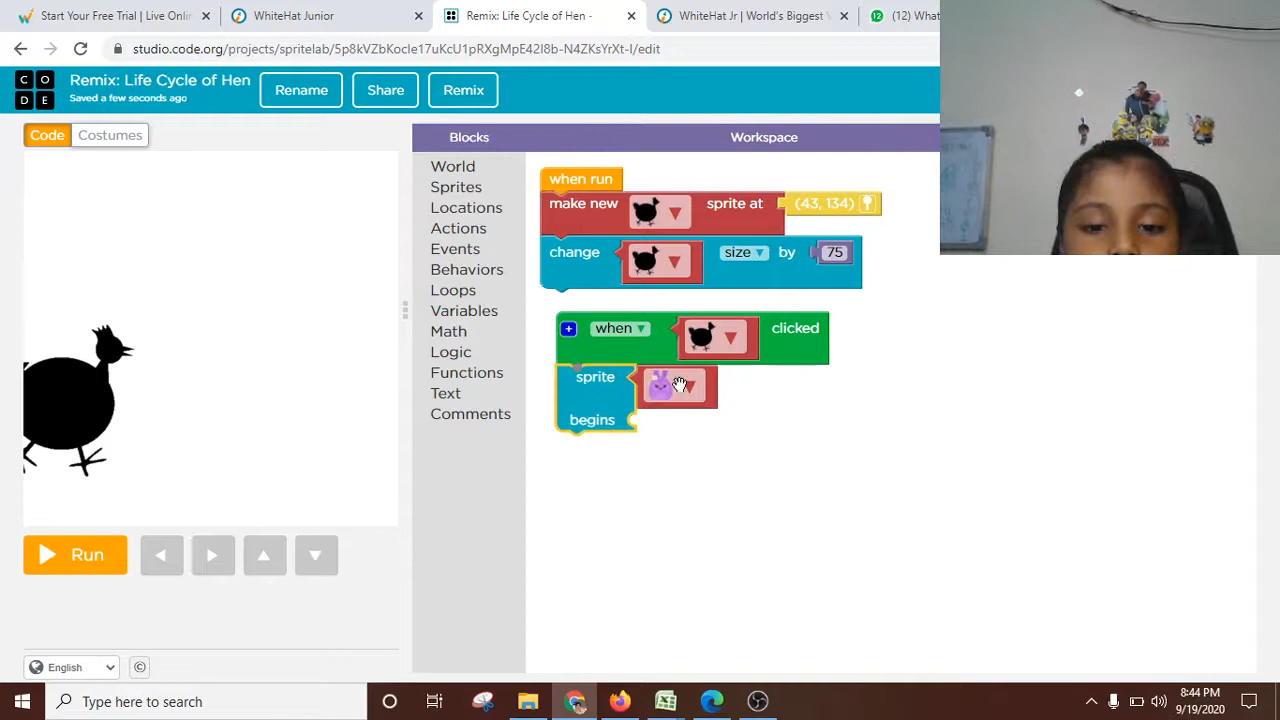 Start Your Free Trial | Live Onlin
WhiteHat Junior
Remix: Life Cycle of Hen -
WhiteHat Jr | World's Biggest
(12) What
studio.code.org/projects/spritelab/5p8kVZbKocIe17uKcU1pRXgMpE42I8b-N4ZKsYrXt-I/edit
C O D E
Remix: Life Cycle of Hen
Saved a few seconds ago
Rename
Share
Remix
Code
Costumes
Blocks
Workspace
World
Sprites
Locations
Actions
Events
Behaviors
Loops
Variables
Math
Logic
Functions
Text
Comments
when run
make new sprite at (43, 134)
change size by 75
when clicked
sprite
begins
Run
English
©
Type here to search
8:44 PM
9/19/2020